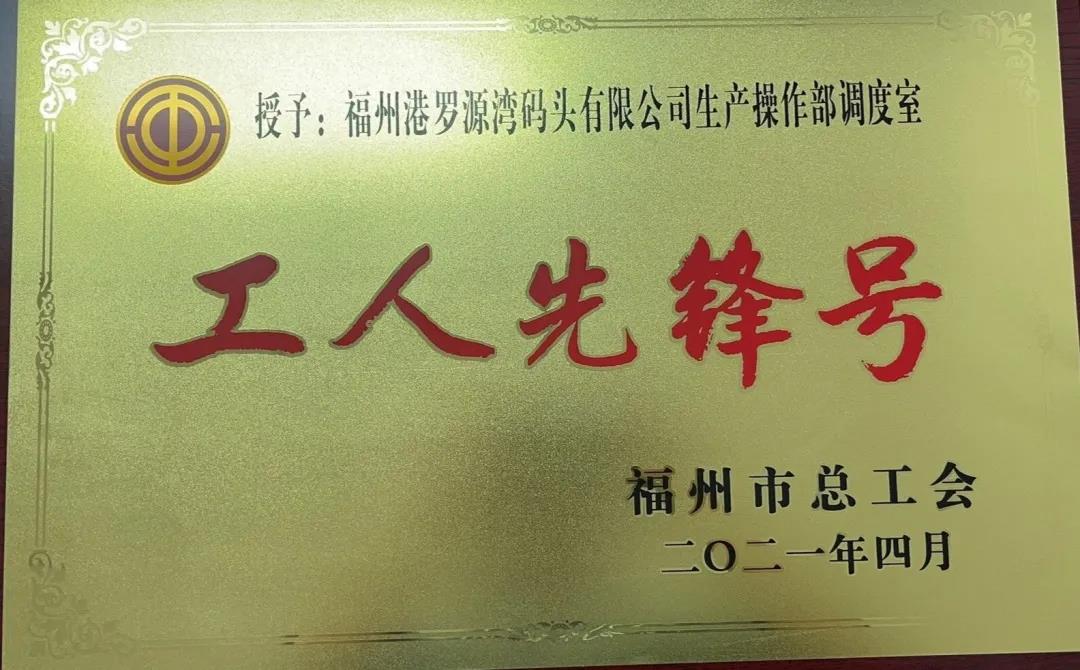 授予：福州港罗源湾码头有限公司生产操作部调度室
工人先锋号
福州市总工会
二〇二一年四月